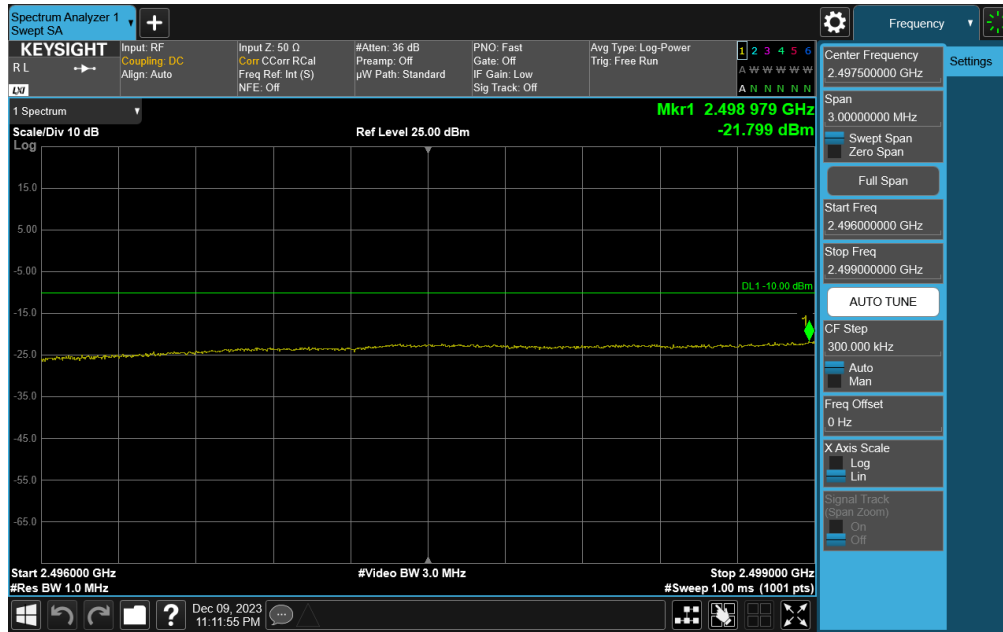 Spectrum Analyzer 1
Swept SA
Frequency
KEYSIGHT
R L
LXI
Input: RF
Coupling: DC
Align: Auto
Input Z: 50 Ω
Corr CCorr RCal
Freq Ref: Int (S)
NFE: Off
#Atten: 36 dB
Preamp: Off
µW Path: Standard
PNO: Fast
Gate: Off
IF Gain: Low
Sig Track: Off
Avg Type: Log-Power
Trig: Free Run
1 2 3 4 5 6
A W W W W W
A N N N N N
1 Spectrum
Mkr1 2.498 979 GHz
Scale/Div 10 dB
Ref Level 25.00 dBm
-21.799 dBm
Log
15.0
5.00
-5.00
DL1 -10.00 dBm
-15.0
1
-25.0
-35.0
-45.0
-55.0
-65.0
Start 2.496000 GHz
#Video BW 3.0 MHz
Stop 2.499000 GHz
#Res BW 1.0 MHz
#Sweep 1.00 ms (1001 pts)
Dec 09, 2023
11:11:55 PM
Center Frequency
2.497500000 GHz
Settings
Span
3.00000000 MHz
Swept Span
Zero Span
Full Span
Start Freq
2.496000000 GHz
Stop Freq
2.499000000 GHz
AUTO TUNE
CF Step
300.000 kHz
Auto
Man
Freq Offset
0 Hz
X Axis Scale
Log
Lin
Signal Track
(Span Zoom)
On
Off